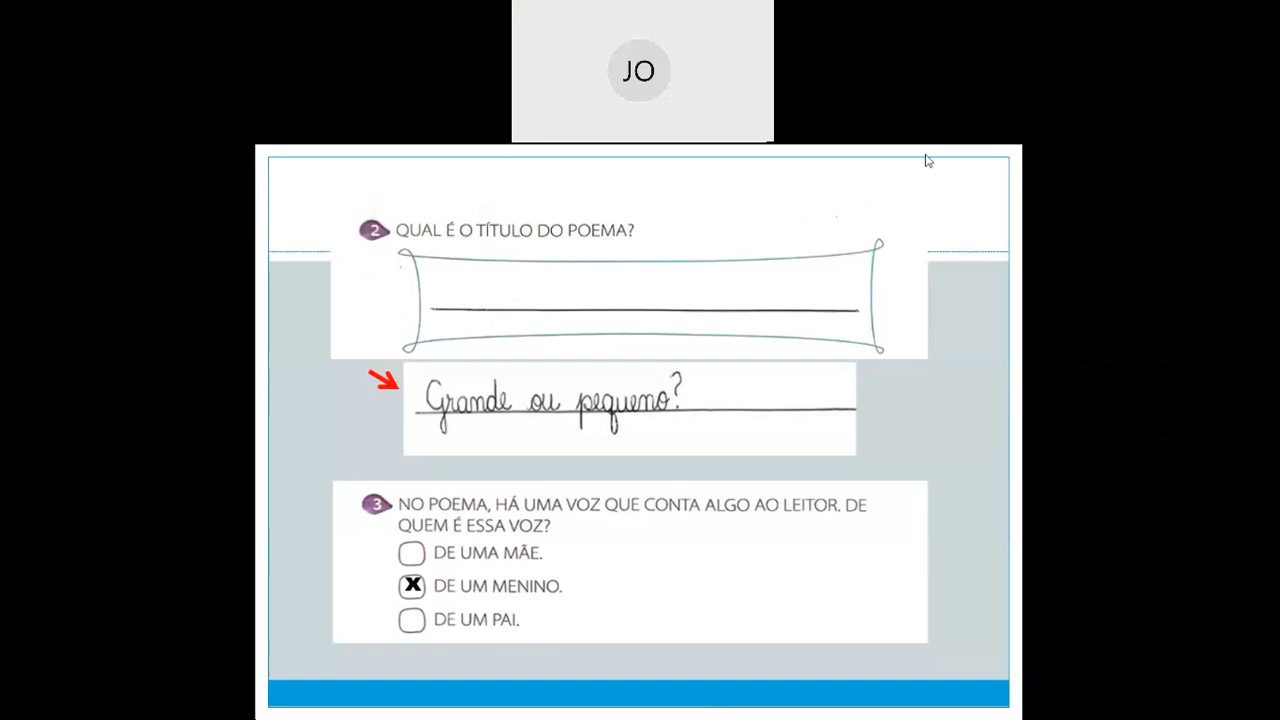 JO
2 QUAL É O TÍTULO DO POEMA?
Grande ou pequeno?
3 NO POEMA, HÁ UMA VOZ QUE CONTA ALGO AO LEITOR. DE
QUEM É ESSA VOZ?
DE UMA MÃE.
X DE UM MENINO.
DE UM PAI.